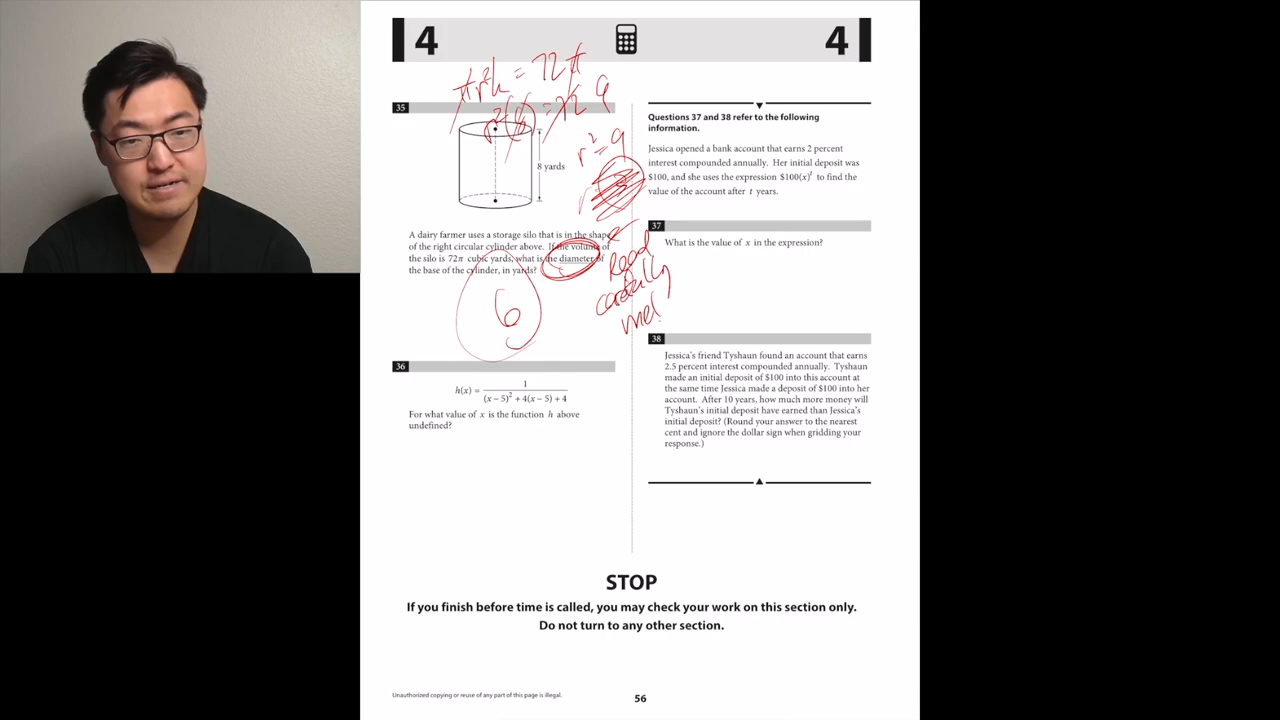 4
4
πr²h = 72π
r²(8) = 72 9
r² = 9
r
35
8 yards
A dairy farmer uses a storage silo that is in the shape
of the right circular cylinder above. If the volume of
the silo is 72π cubic yards, what is the diameter of
the base of the cylinder, in yards?
Read
carefully
me!
6
36
h(x) = 1 / (x − 5)² + 4(x − 5) + 4
For what value of x is the function h above
undefined?
Questions 37 and 38 refer to the following
information.
Jessica opened a bank account that earns 2 percent
interest compounded annually. Her initial deposit was
$100, and she uses the expression $100(x)ᵗ to find the
value of the account after t years.
37
What is the value of x in the expression?
38
Jessica's friend Tyshaun found an account that earns
2.5 percent interest compounded annually. Tyshaun
made an initial deposit of $100 into this account at
the same time Jessica made a deposit of $100 into her
account. After 10 years, how much more money will
Tyshaun's initial deposit have earned than Jessica's
initial deposit? (Round your answer to the nearest
cent and ignore the dollar sign when gridding your
response.)
STOP
If you finish before time is called, you may check your work on this section only.
Do not turn to any other section.
Unauthorized copying or reuse of any part of this page is illegal.
56